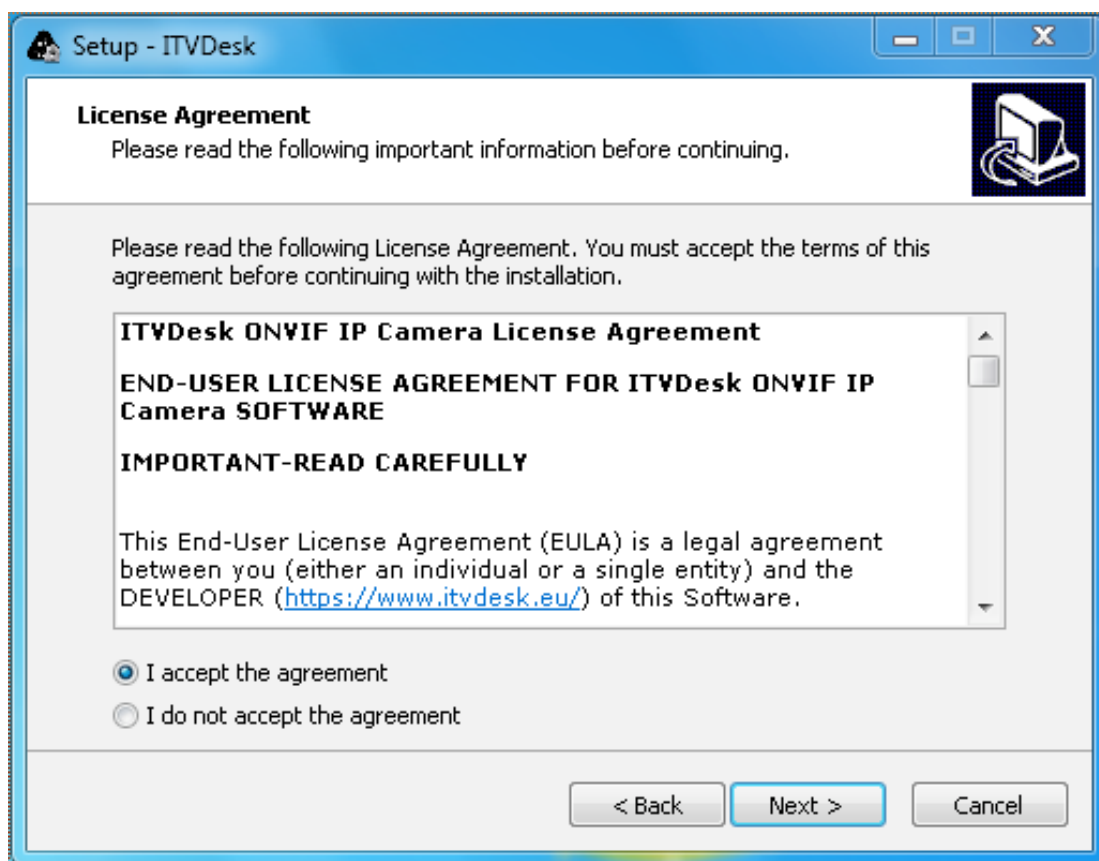 Setup - ITVDesk
License Agreement
Please read the following important information before continuing.
Please read the following License Agreement. You must accept the terms of this
agreement before continuing with the installation.
ITVDesk ONVIF IP Camera License Agreement
END-USER LICENSE AGREEMENT FOR ITVDesk ONVIF IP
Camera SOFTWARE
IMPORTANT-READ CAREFULLY
This End-User License Agreement (EULA) is a legal agreement
between you (either an individual or a single entity) and the
DEVELOPER (https://www.itvdesk.eu/) of this Software.
I accept the agreement
I do not accept the agreement
< Back Next > Cancel